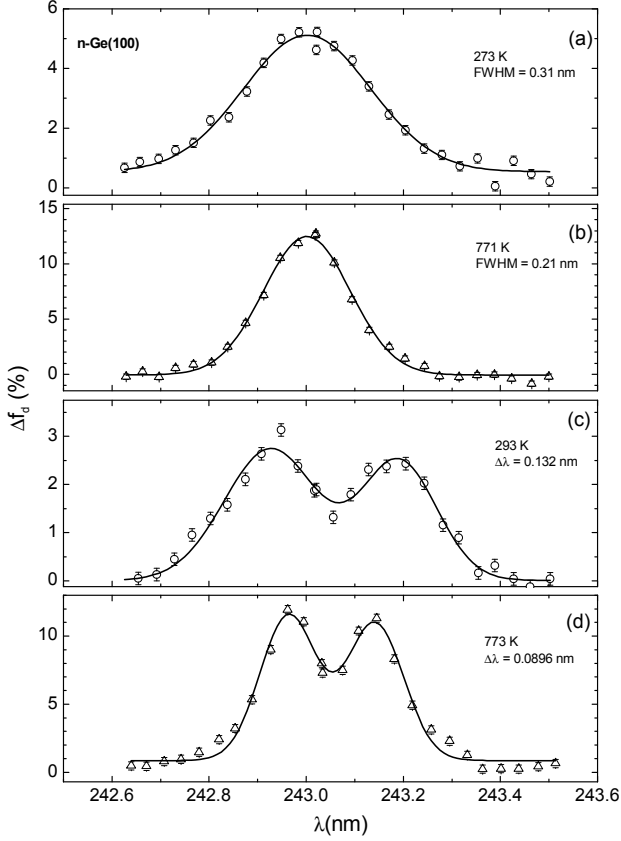 n-Ge(100)
(a)
273 K
FWHM = 0.31 nm
6
4
2
0
(b)
771 K
FWHM = 0.21 nm
15
10
5
0
(c)
293 K
Δλ = 0.132 nm
3
2
1
0
(d)
773 K
Δλ = 0.0896 nm
10
5
0
Δf_d (%)
242.6 242.8 243.0 243.2 243.4 243.6
λ(nm)